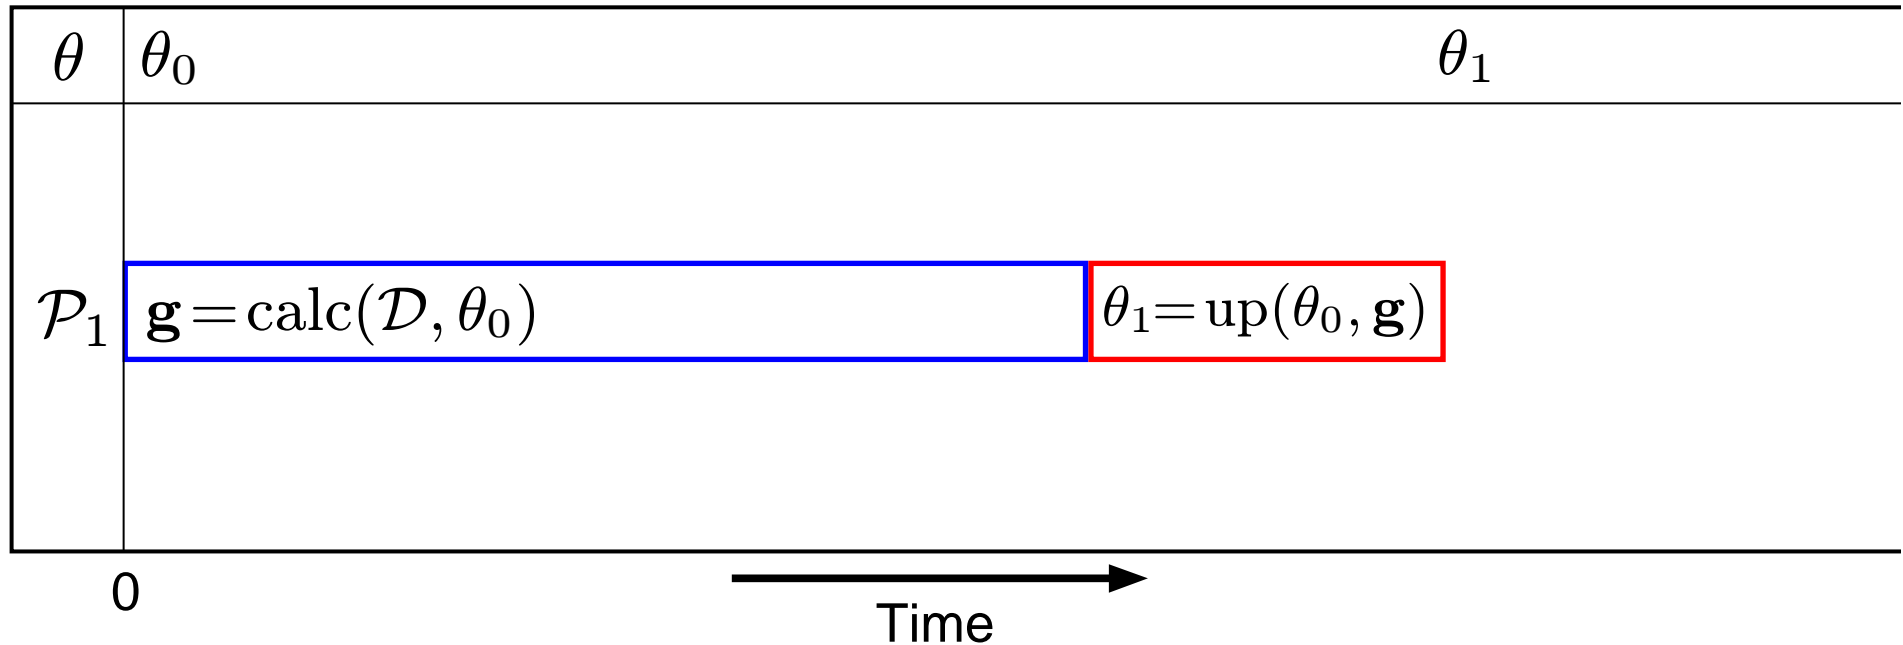 θ θ₀ θ₁
𝒫₁ 𝐠=calc(𝒟, θ₀) θ₁=up(θ₀, 𝐠)
0
Time